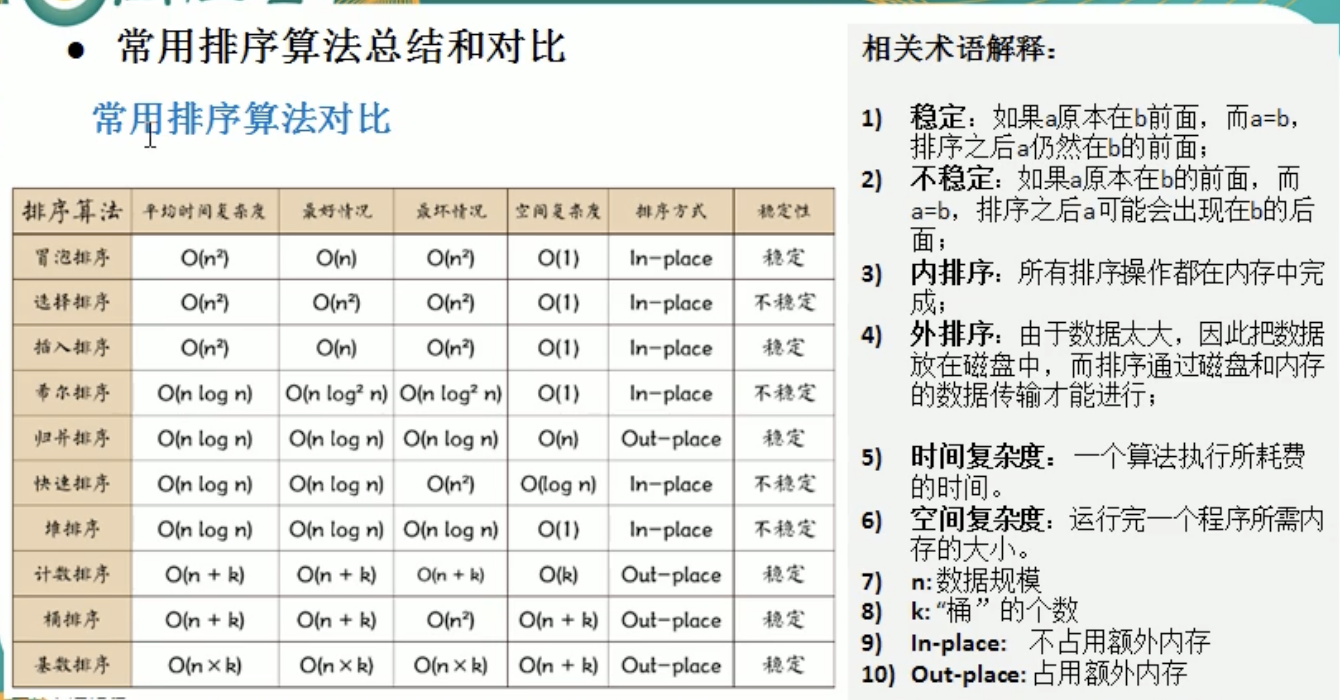 ● 常用排序算法总结和对比
常用排序算法对比
排序算法 平均时间复杂度 最好情况 最坏情况 空间复杂度 排序方式 稳定性
冒泡排序 O(n²) O(n) O(n²) O(1) In-place 稳定
选择排序 O(n²) O(n²) O(n²) O(1) In-place 不稳定
插入排序 O(n²) O(n) O(n²) O(1) In-place 稳定
希尔排序 O(n log n) O(n log² n) O(n log² n) O(1) In-place 不稳定
归并排序 O(n log n) O(n log n) O(n log n) O(n) Out-place 稳定
快速排序 O(n log n) O(n log n) O(n²) O(log n) In-place 不稳定
堆排序 O(n log n) O(n log n) O(n log n) O(1) In-place 不稳定
计数排序 O(n + k) O(n + k) O(n + k) O(k) Out-place 稳定
桶排序 O(n + k) O(n + k) O(n²) O(n + k) Out-place 稳定
基数排序 O(n×k) O(n×k) O(n×k) O(n + k) Out-place 稳定
相关术语解释：
1) 稳定：如果a原本在b前面，而a=b，
排序之后a仍然在b的前面；
2) 不稳定：如果a原本在b的前面，而
a=b，排序之后a可能会出现在b的后
面；
3) 内排序：所有排序操作都在内存中完
成；
4) 外排序：由于数据太大，因此把数据
放在磁盘中，而排序通过磁盘和内存
的数据传输才能进行；
5) 时间复杂度：一个算法执行所耗费
的时间。
6) 空间复杂度：运行完一个程序所需内
存的大小。
7) n: 数据规模
8) k: “桶”的个数
9) In-place: 不占用额外内存
10) Out-place: 占用额外内存